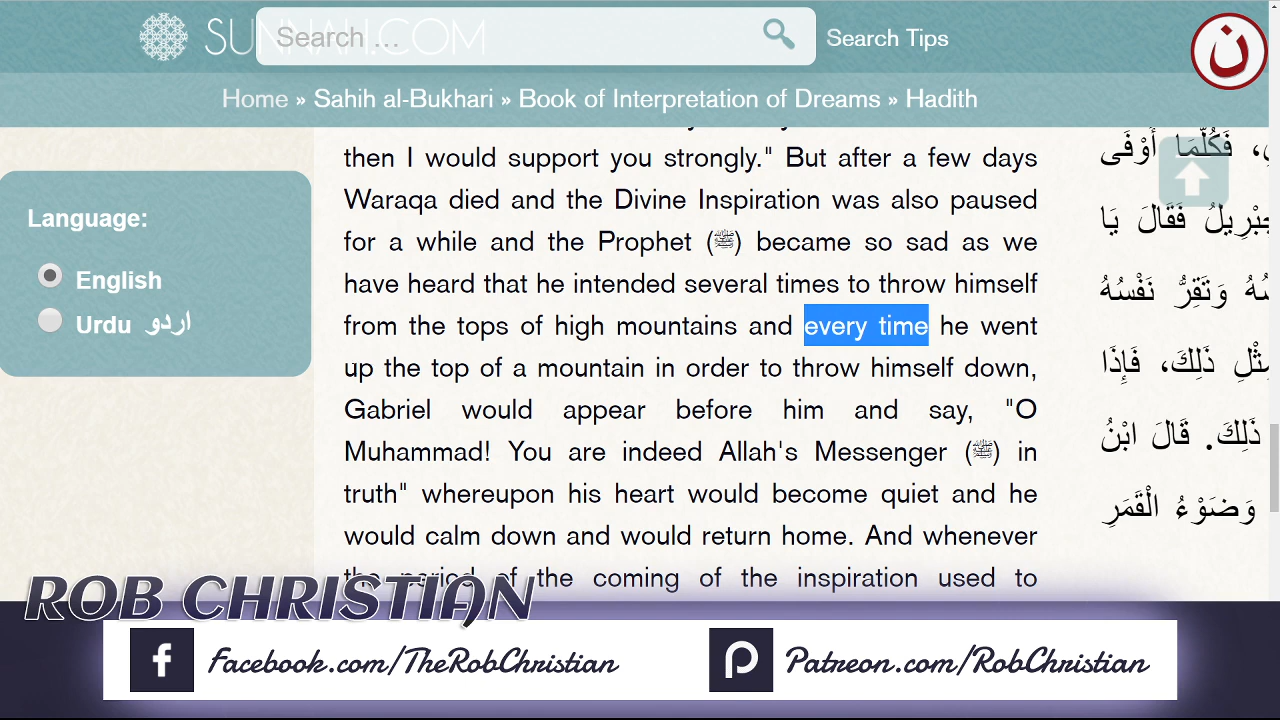 SUNNAH.COM
Search ...
Search Tips
ن
Home » Sahih al-Bukhari » Book of Interpretation of Dreams » Hadith
Language:
English
Urdu اردو
then I would support you strongly." But after a few days
Waraqa died and the Divine Inspiration was also paused
for a while and the Prophet (ﷺ) became so sad as we
have heard that he intended several times to throw himself
from the tops of high mountains and every time he went
up the top of a mountain in order to throw himself down,
Gabriel would appear before him and say, "O
Muhammad! You are indeed Allah's Messenger (ﷺ) in
truth" whereupon his heart would become quiet and he
would calm down and would return home. And whenever
the period of the coming of the inspiration used to
، فَكُلَّمَا أَوْفَى
جِبْرِيلُ فَقَالَ يَا
وَتَقِرُّ نَفْسُهُ
مِثْلِ ذَلِكَ، فَإِذَا
ذَلِكَ. قَالَ ابْنُ
وَضَوْءُ الْقَمَرِ
ROB CHRISTIAN
Facebook.com/TheRobChristian
Patreon.com/RobChristian